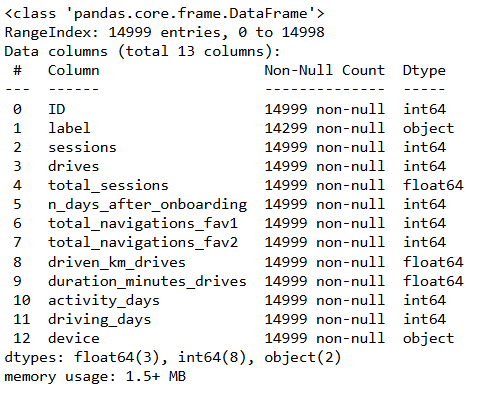 <class 'pandas.core.frame.DataFrame'>
RangeIndex: 14999 entries, 0 to 14998
Data columns (total 13 columns):
 #   Column                   Non-Null Count  Dtype
---  ------                   --------------  -----
 0   ID                       14999 non-null  int64
 1   label                    14299 non-null  object
 2   sessions                 14999 non-null  int64
 3   drives                   14999 non-null  int64
 4   total_sessions           14999 non-null  float64
 5   n_days_after_onboarding  14999 non-null  int64
 6   total_navigations_fav1   14999 non-null  int64
 7   total_navigations_fav2   14999 non-null  int64
 8   driven_km_drives         14999 non-null  float64
 9   duration_minutes_drives  14999 non-null  float64
 10  activity_days            14999 non-null  int64
 11  driving_days             14999 non-null  int64
 12  device                   14999 non-null  object
dtypes: float64(3), int64(8), object(2)
memory usage: 1.5+ MB